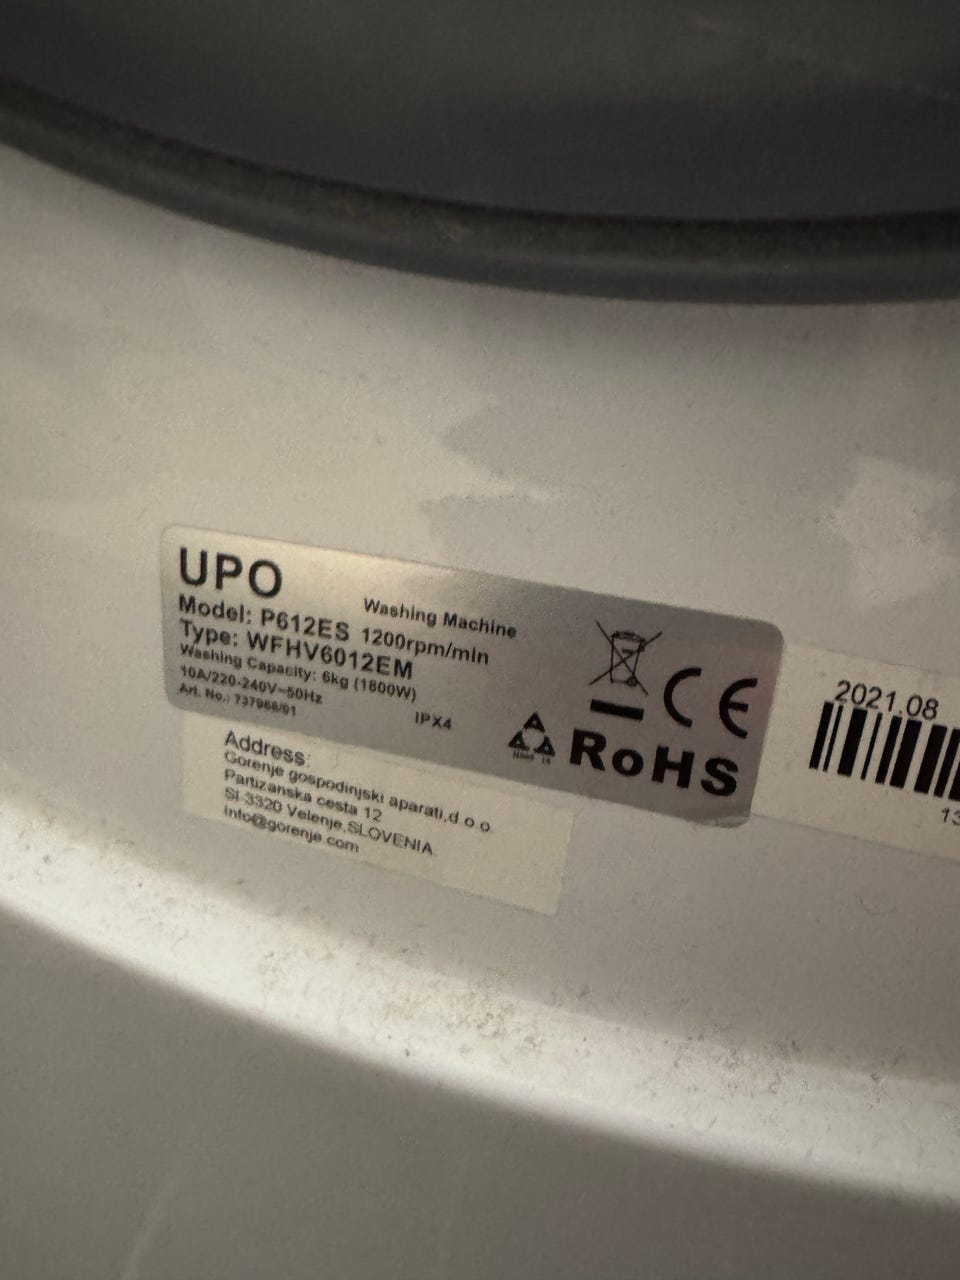 UPO
Washing Machine
Model: P612ES 1200rpm/min
Type: WFHV6012EM
Washing Capacity: 6kg (1800W)
10A/220-240V~50Hz
Art. No.: 737968/01
IPX4
CE
RoHS
Address:
Gorenje gospodinjski aparati,d.o.o.
Partizanska cesta 12
SI-3320 Velenje,SLOVENIA
Info@gorenje.com
2021.08
13